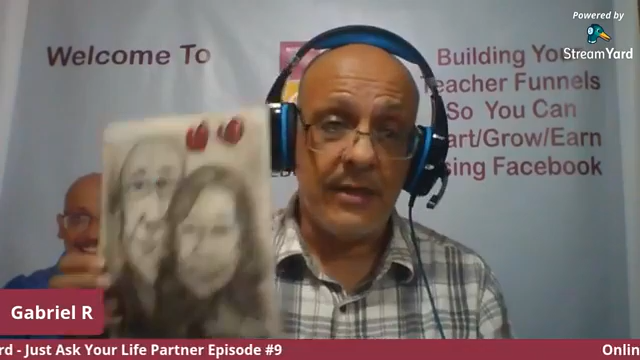 Powered by
StreamYard
Welcome To
Building You
Teacher Funnels
So You Can
art/Grow/Earn
sing Facebook
Gabriel R
rd - Just Ask Your Life Partner Episode #9
Onlin